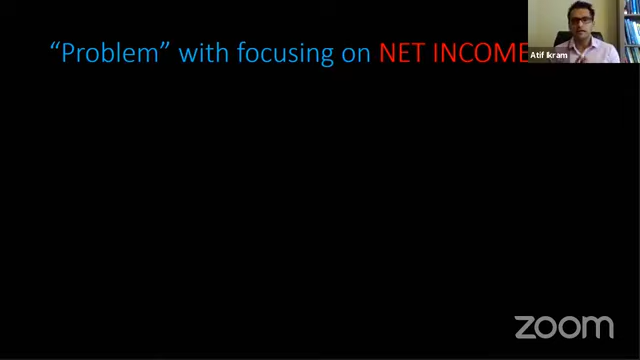 “Problem” with focusing on NET INCOME
Atif Ikram
zoom